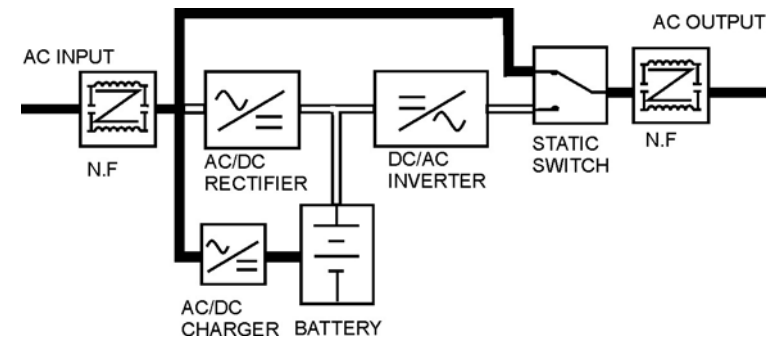 AC INPUT
AC OUTPUT
N.F
AC/DC
RECTIFIER
DC/AC
INVERTER
STATIC
SWITCH
N.F
AC/DC
CHARGER
BATTERY